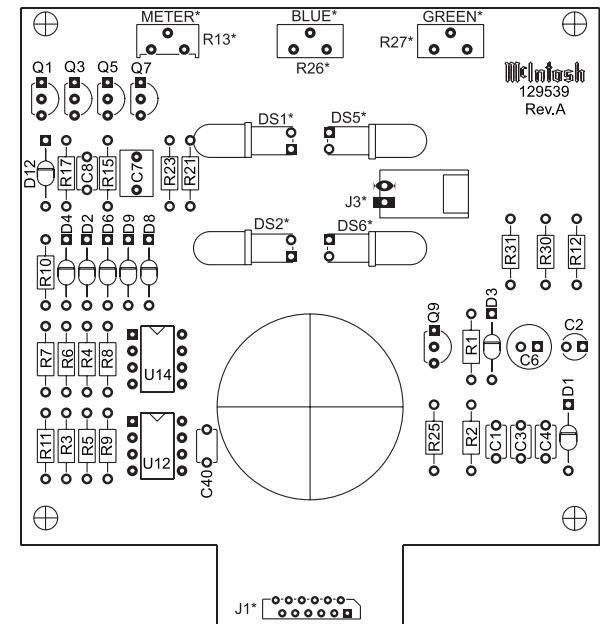 METER*
BLUE*
GREEN*
R13*
R26*
R27*
McIntosh
129539
Rev.A
Q1
Q3
Q5
Q7
DS1*
DS5*
D12
R17
C8
R15
C7
R23
R21
J3*
DS2*
DS6*
D4
D2
D6
D9
D8
R10
R31
R30
R12
R7
R6
R4
R8
U14
Q9
R1
D3
C6
C2
R11
R3
R5
R9
U12
C40
R25
R2
C1
C3
C4
D1
J1*